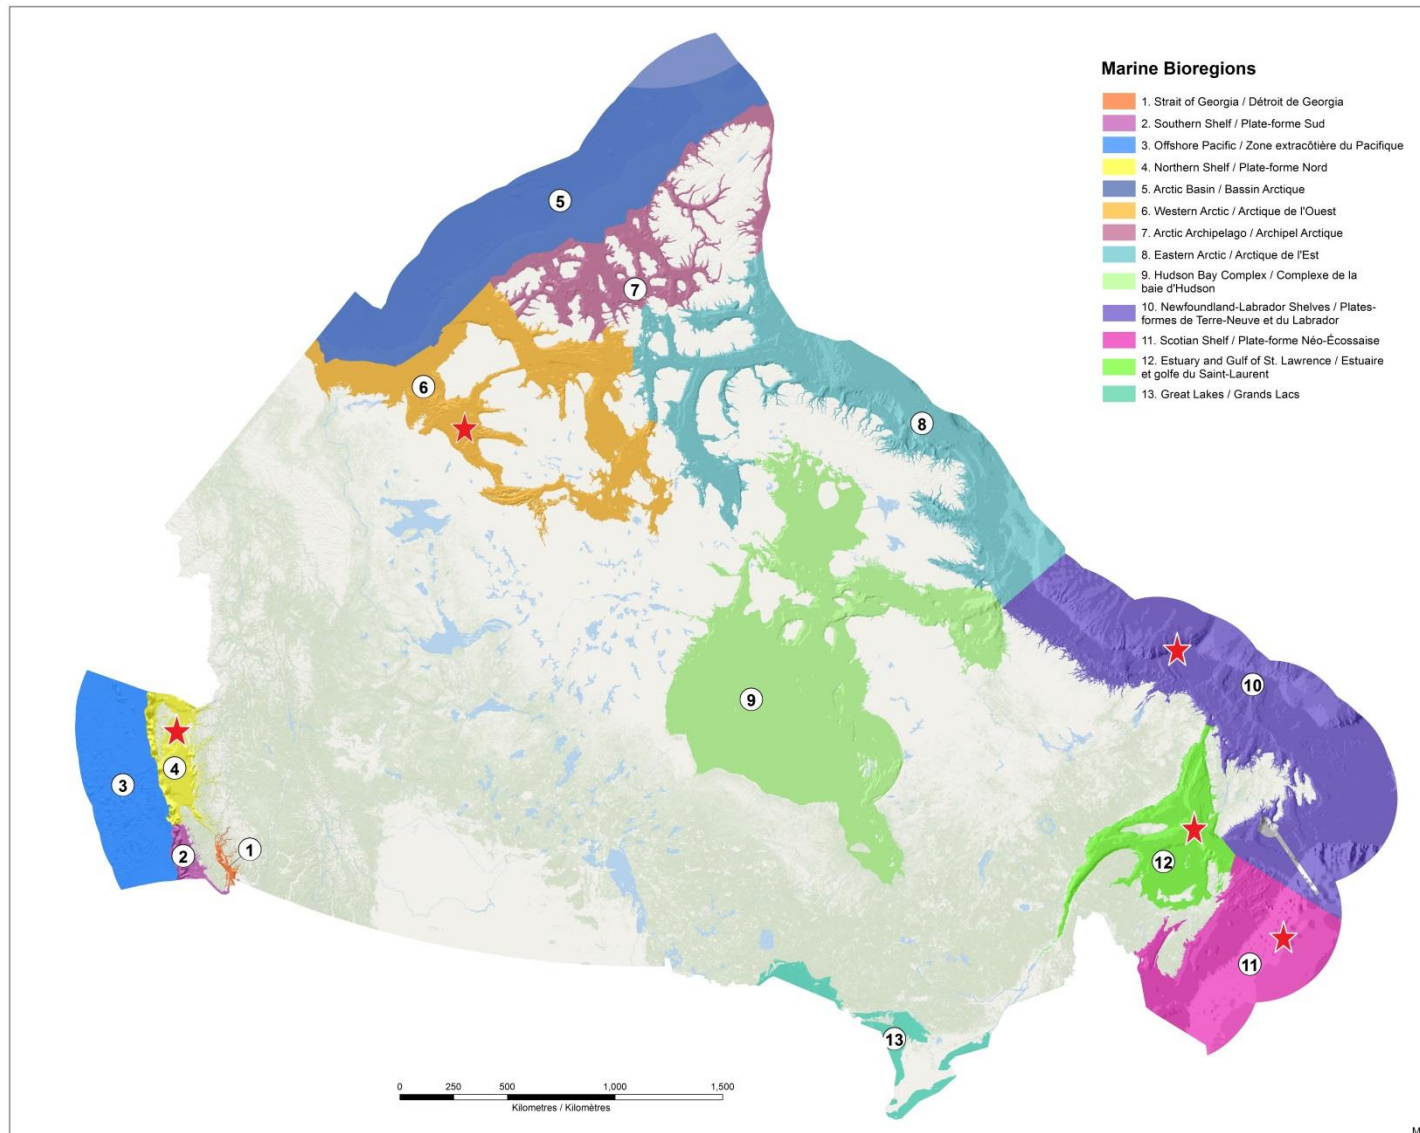 Marine Bioregions
1. Strait of Georgia / Détroit de Georgia
2. Southern Shelf / Plate-forme Sud
3. Offshore Pacific / Zone extracôtière du Pacifique
4. Northern Shelf / Plate-forme Nord
5. Arctic Basin / Bassin Arctique
6. Western Arctic / Arctique de l'Ouest
7. Arctic Archipelago / Archipel Arctique
8. Eastern Arctic / Arctique de l'Est
9. Hudson Bay Complex / Complexe de la
baie d'Hudson
10. Newfoundland-Labrador Shelves / Plates-
formes de Terre-Neuve et du Labrador
11. Scotian Shelf / Plate-forme Néo-Écossaise
12. Estuary and Gulf of St. Lawrence / Estuaire
et golfe du Saint-Laurent
13. Great Lakes / Grands Lacs
5
7
6
8
10
9
4
3
1
2
12
11
13
0 250 500 1,000 1,500
Kilometres / Kilomètres
M